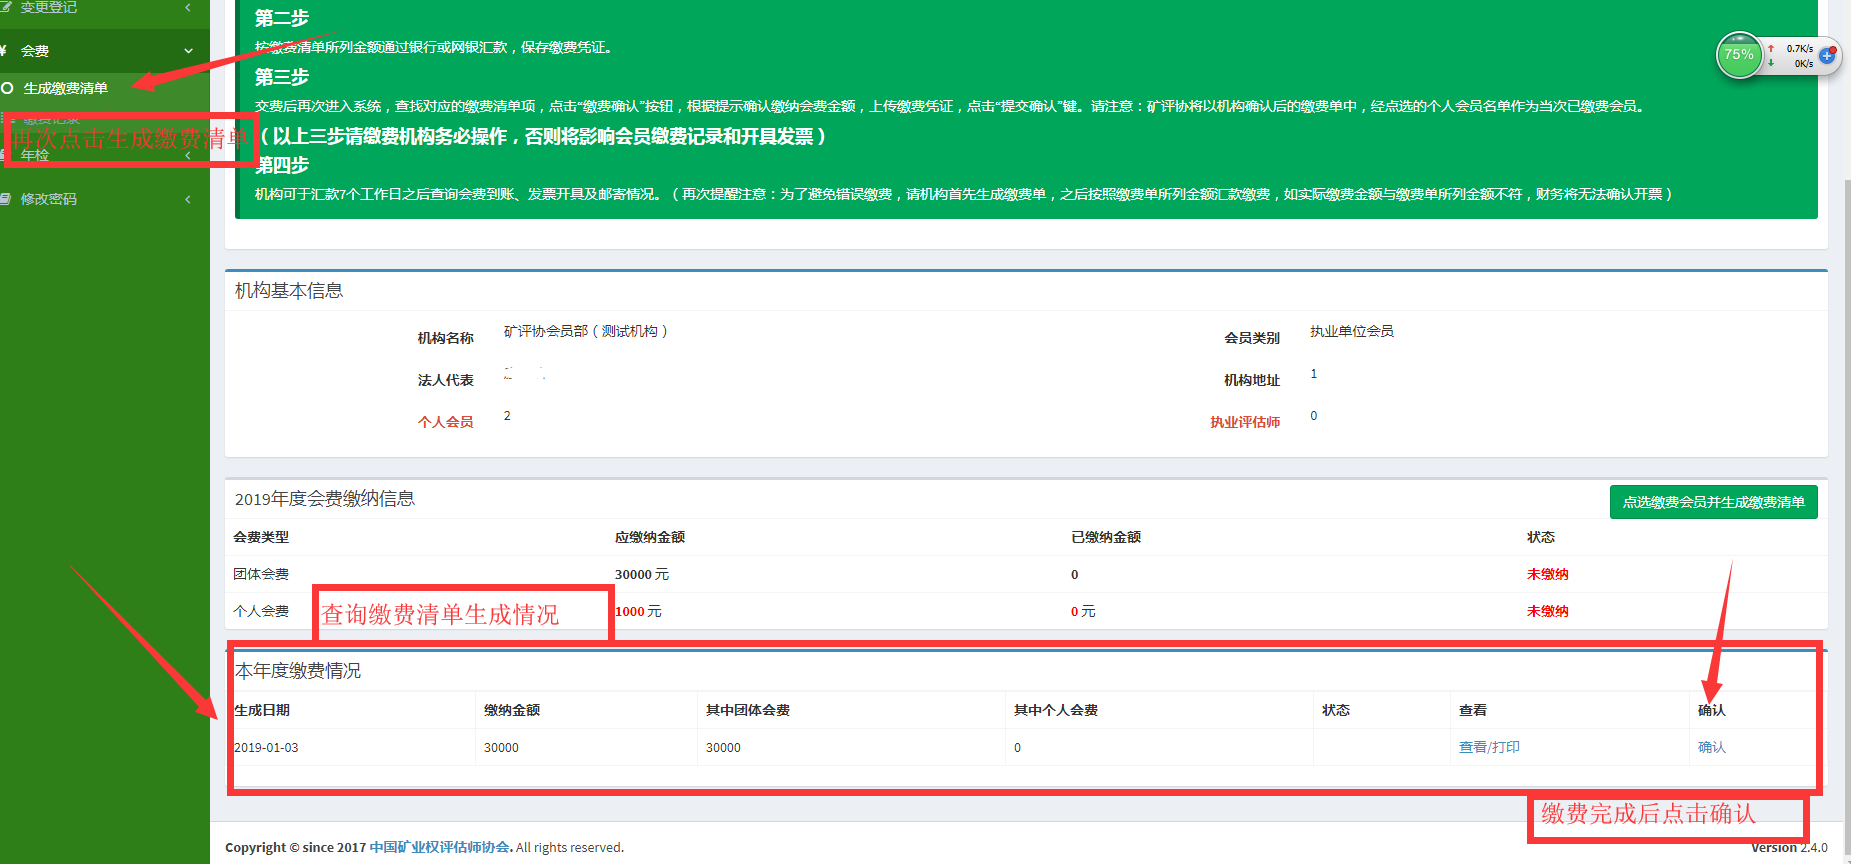 变更登记
会费
生成缴费清单
缴费记录
再次点击生成缴费清单
年检
修改密码
第二步
按缴费清单所列金额通过银行或网银汇款，保存缴费凭证。
第三步
交费后再次进入系统，查找对应的缴费清单项，点击“缴费确认”按钮，根据提示确认缴纳会费金额，上传缴费凭证，点击“提交确认”键。请注意：矿评协将以机构确认后的缴费单中，经点选的个人会员名单作为当次已缴费会员。
（以上三步请缴费机构务必操作，否则将影响会员缴费记录和开具发票）
第四步
机构可于汇款7个工作日之后查询会费到账、发票开具及邮寄情况。（再次提醒注意：为了避免错误缴费，请机构首先生成缴费单，之后按照缴费单所列金额汇款缴费，如实际缴费金额与缴费单所列金额不符，财务将无法确认开票）
75%
0.7K/s
0K/s
机构基本信息
机构名称 矿评协会员部（测试机构） 会员类别 执业单位会员
法人代表 机构地址 1
个人会员 2 执业评估师 0
2019年度会费缴纳信息 点选缴费会员并生成缴费清单
会费类型 应缴纳金额 已缴纳金额 状态
团体会费 30000 元 0 未缴纳
个人会费 1000 元 0 元 未缴纳
查询缴费清单生成情况
本年度缴费情况
生成日期 缴纳金额 其中团体会费 其中个人会费 状态 查看 确认
2019-01-03 30000 30000 0 查看/打印 确认
缴费完成后点击确认
Copyright © since 2017 中国矿业权评估师协会. All rights reserved. Version 2.4.0